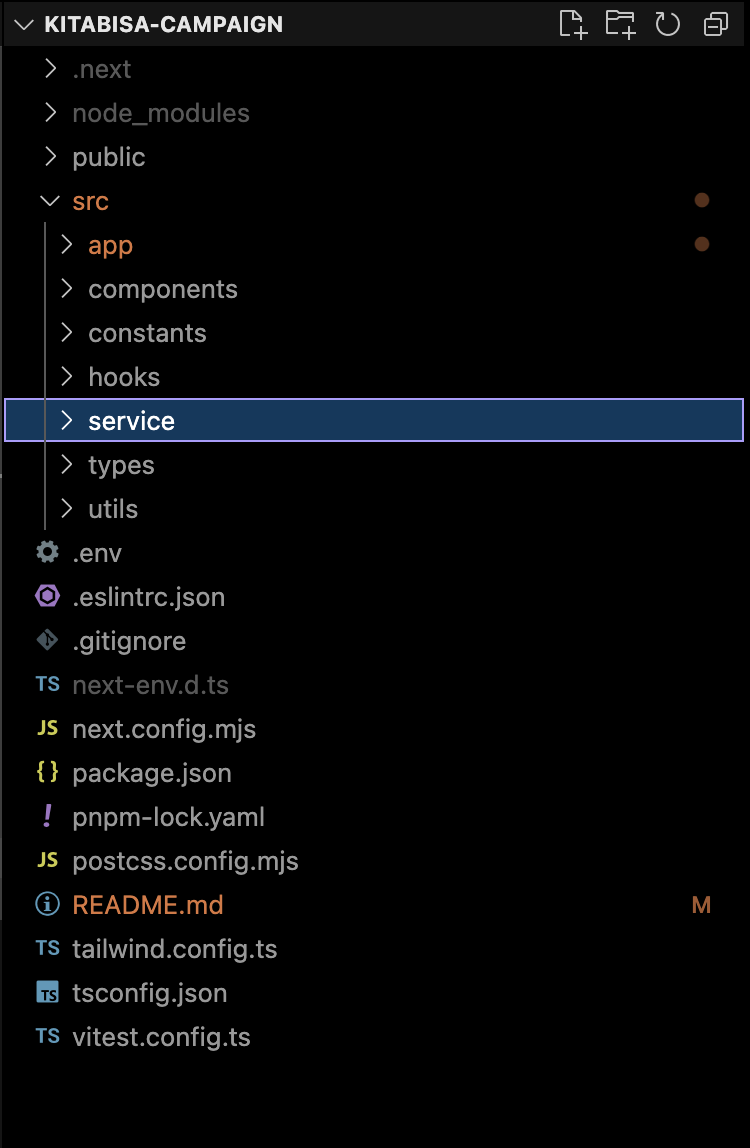 KITABISA-CAMPAIGN
.next
node_modules
public
src
app
components
constants
hooks
service
types
utils
.env
.eslintrc.json
.gitignore
TS next-env.d.ts
JS next.config.mjs
{} package.json
! pnpm-lock.yaml
JS postcss.config.mjs
README.md M
TS tailwind.config.ts
TS tsconfig.json
TS vitest.config.ts